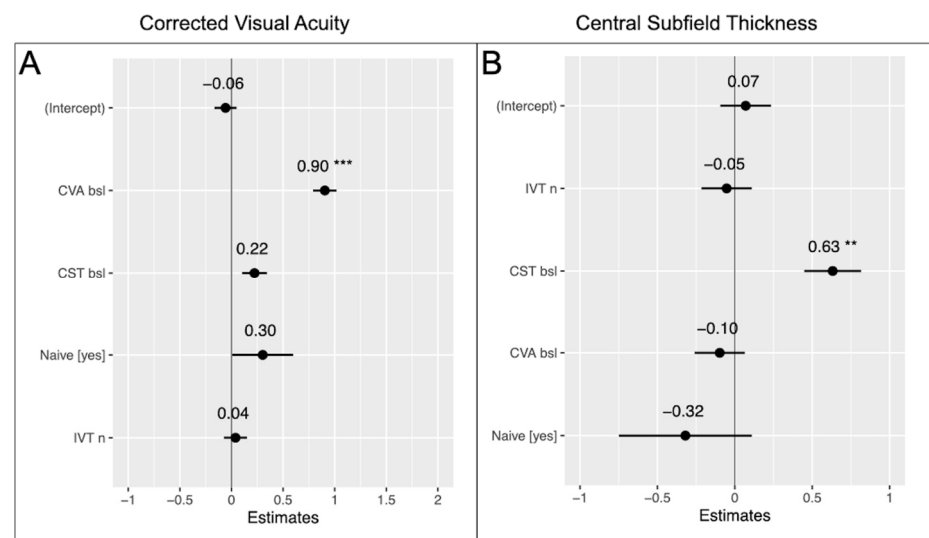 Corrected Visual Acuity
Central Subfield Thickness
A
(Intercept)
−0.06
CVA bsl
0.90 ***
CST bsl
0.22
Naive [yes]
0.30
IVT n
0.04
−1 −0.5 0 0.5 1 1.5 2
Estimates
B
(Intercept)
0.07
IVT n
−0.05
CST bsl
0.63 **
CVA bsl
−0.10
Naive [yes]
−0.32
−1 −0.5 0 0.5 1
Estimates